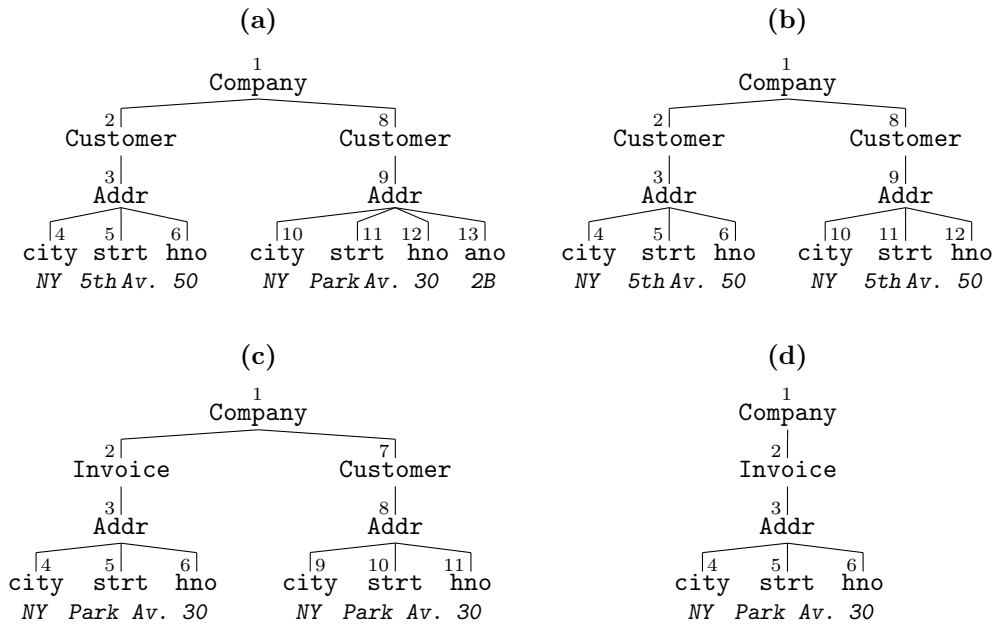 (a) (b)
1 1
Company Company
2 8 2 8
Customer Customer Customer Customer
3 9 3 9
Addr Addr Addr Addr
4 5 6 10 11 12 13 4 5 6 10 11 12
city strt hno city strt hno ano city strt hno city strt hno
NY 5th Av. 50 NY Park Av. 30 2B NY 5th Av. 50 NY 5th Av. 50
(c) (d)
1 1
Company Company
2 7 2
Invoice Customer Invoice
3 8 3
Addr Addr Addr
4 5 6 9 10 11 4 5 6
city strt hno city strt hno city strt hno
NY Park Av. 30 NY Park Av. 30 NY Park Av. 30